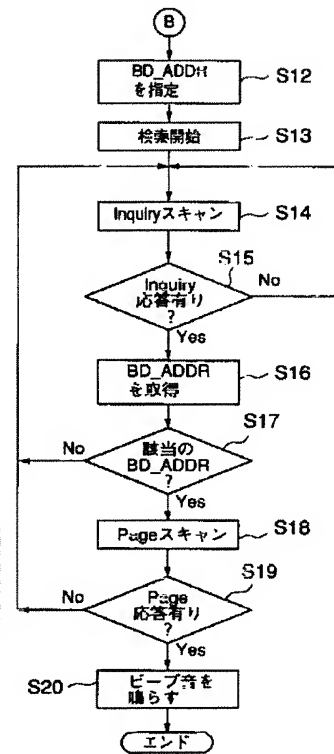 B
BD_ADDR
を指定
S12
検索開始
S13
Inquiryスキャン
S14
Inquiry
応答有り
?
S15
No
Yes
BD_ADDR
を取得
S16
該当の
BD_ADDR
?
S17
No
Yes
Pageスキャン
S18
Page
応答有り
?
S19
No
Yes
ビープ音を
鳴らす
S20
エンド